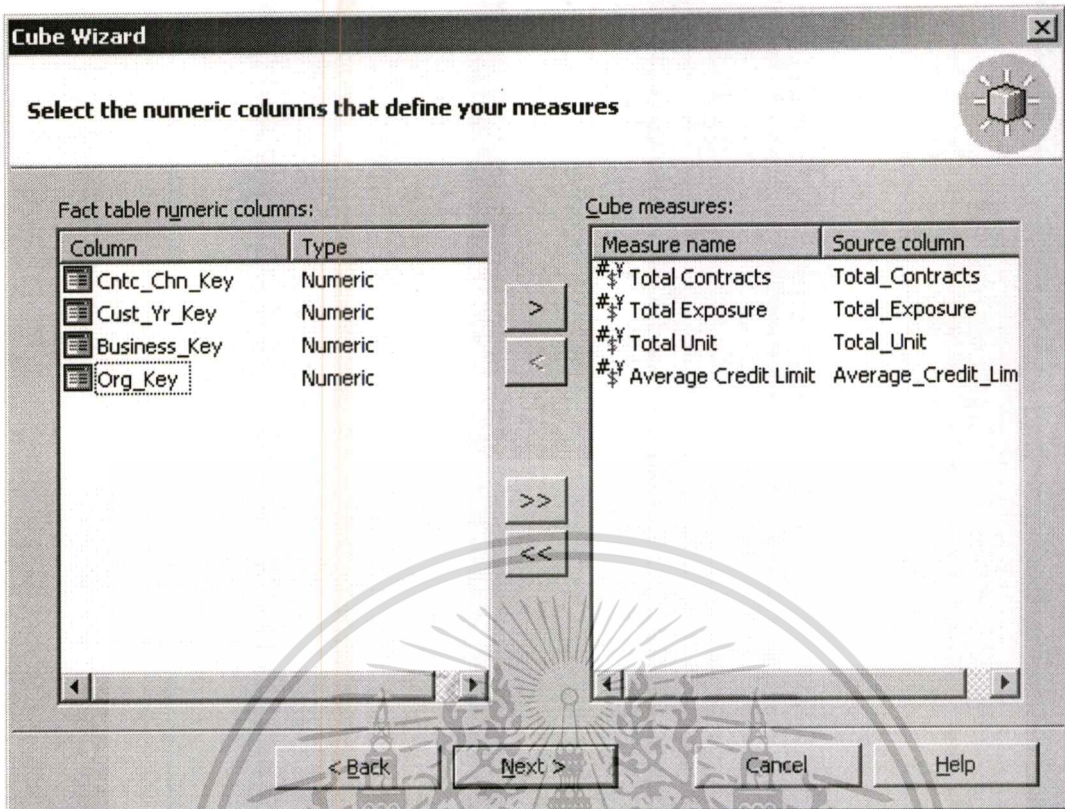 Cube Wizard
Select the numeric columns that define your measures
Fact table numeric columns:
Column Type
Cntc_Chn_Key Numeric
Cust_Yr_Key Numeric
Business_Key Numeric
Org_Key Numeric
>
<
>>
<<
Cube measures:
Measure name Source column
Total Contracts Total_Contracts
Total Exposure Total_Exposure
Total Unit Total_Unit
Average Credit Limit Average_Credit_Lim
< Back Next > Cancel Help